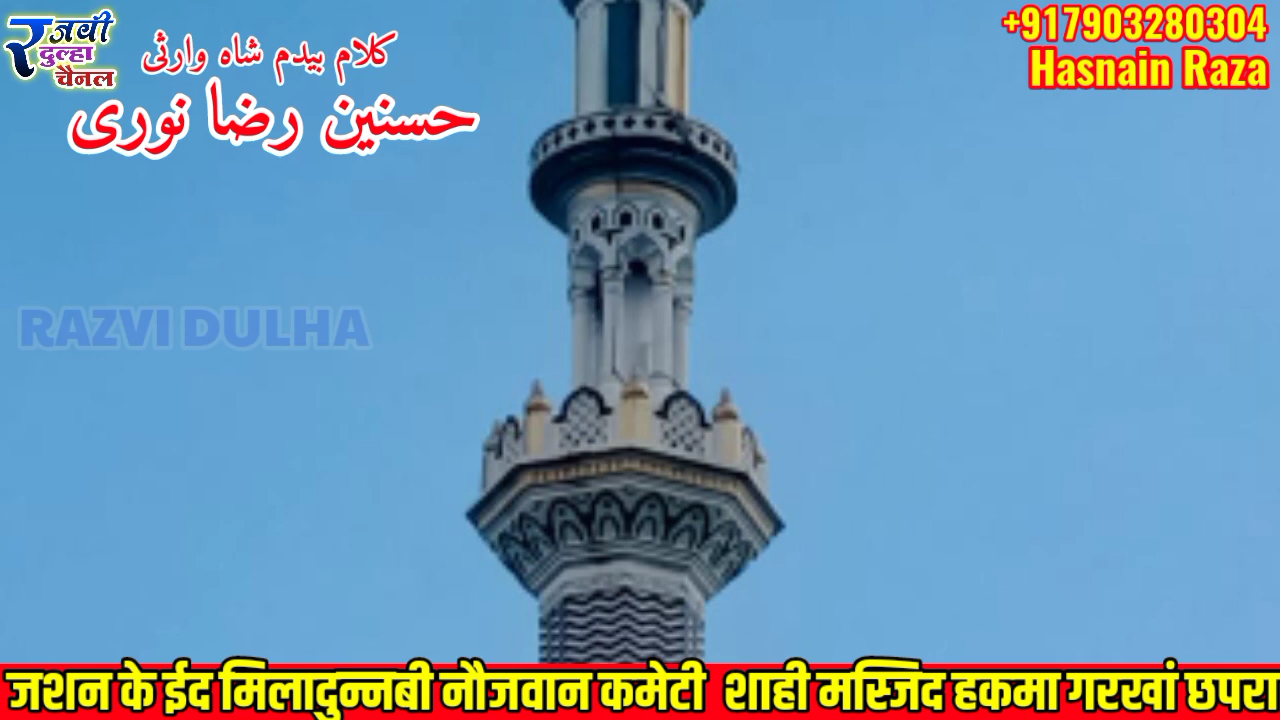 रजवी
दुल्हा
चैनल
کلام بیدم شاہ وارثی
حسنین رضا نوری
+917903280304
Hasnain Raza
RAZVI DULHA
जशन के ईद मिलादुन्नबी नौजवान कमेटी शाही मस्जिद हकमा गरखां छपरा